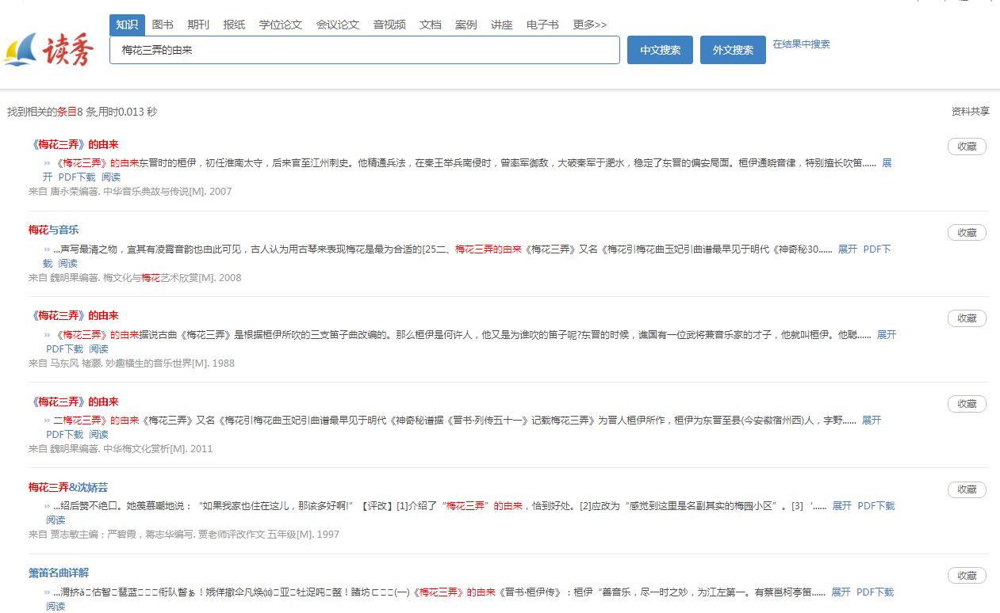 知识 图书 期刊 报纸 学位论文 会议论文 音视频 文档 案例 讲座 电子书 更多>>
读秀
梅花三弄的由来 中文搜索 外文搜索 在结果中搜索
找到相关的条目8 条,用时0.013 秒 资料共享
《梅花三弄》的由来 收藏
›› 《梅花三弄》的由来东晋时的桓伊，初任淮南太守，后来官至江州刺史。他精通兵法，在秦王举兵南侵时，曾率军御敌，大破秦军于淝水，稳定了东晋的偏安局面。桓伊通晓音律，特别擅长吹笛...... 展
开 PDF下载 阅读
来自 唐永荣编著. 中华音乐典故与传说[M]. 2007
梅花与音乐 收藏
›› ...声写最清之物，宜其有凌霄音韵也由此可见，古人认为用古琴来表现梅花是最为合适的[25二、梅花三弄的由来《梅花三弄》又名《梅花引梅花曲玉妃引曲谱最早见于明代《神奇秘30...... 展开 PDF下
载 阅读
来自 魏明果编著. 梅文化与梅花艺术欣赏[M]. 2008
《梅花三弄》的由来 收藏
›› 《梅花三弄》的由来据说古曲《梅花三弄》是根据桓伊所吹的三支笛子曲改编的。那么桓伊是何许人，他又是为谁吹的笛子呢?东晋的时候，谯国有一位武将兼音乐家的才子，他就叫桓伊。他聪...... 展开
PDF下载 阅读
来自 马东风 褚灏. 妙趣横生的音乐世界[M]. 1988
《梅花三弄》的由来 收藏
›› 二梅花三弄》的由来《梅花三弄》又名《梅花引梅花曲玉妃引曲谱最早见于明代《神奇秘谱据《晋书·列传五十一》记载梅花三弄》为晋人桓伊所作，桓伊为东晋至县(今安徽宿州西)人，字野...... 展开
PDF下载 阅读
来自 魏明果编著. 中华梅文化赏析[M]. 2011
梅花三弄&沈娇芸 收藏
›› ...绍后赞不绝口。她羡慕嘲地说：“如果我家也住在这儿，那该多好啊!”【评改】[1]介绍了“梅花三弄”的由来，恰到好处。[2]应改为“感觉到这里是名副其实的梅园小区”。[3]‘...... 展开 PDF下载
阅读
来自 贾志敏主编；严碧霞，蒋志华编写. 贾老师评改作文 五年级[M]. 1997
箫笛名曲详解 收藏
›› ...(一)《梅花三弄》的由来《晋书·桓伊传》：桓伊“善音乐，尽一时之妙，为江左第一。有蔡邕柯亭笛...... 展开 PDF下载
阅读